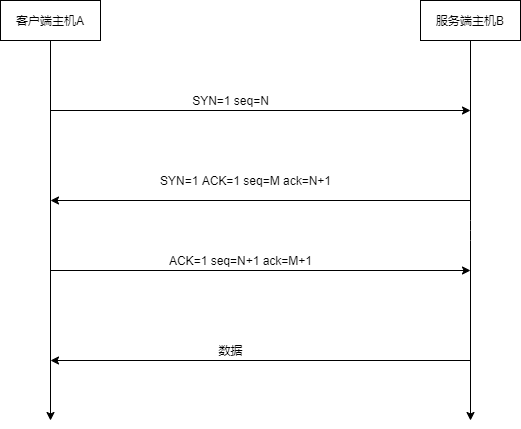 客户端主机A
服务端主机B
SYN=1 seq=N
SYN=1 ACK=1 seq=M ack=N+1
ACK=1 seq=N+1 ack=M+1
数据